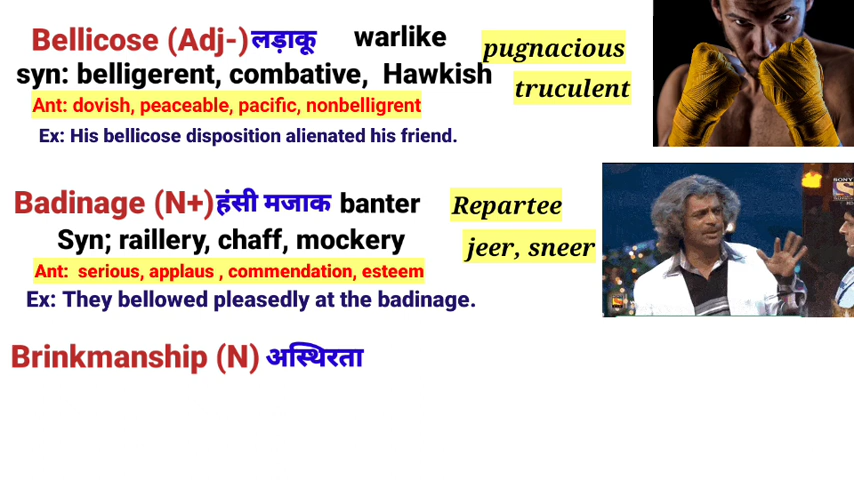 Bellicose (Adj-) लड़ाकू warlike pugnacious
syn: belligerent, combative, Hawkish truculent
Ant: dovish, peaceable, pacific, nonbelligrent
Ex: His bellicose disposition alienated his friend.
Badinage (N+) हंसी मजाक banter Repartee
Syn; raillery, chaff, mockery jeer, sneer
Ant: serious, applaus , commendation, esteem
Ex: They bellowed pleasedly at the badinage.
Brinkmanship (N) अस्थिरता
SONY